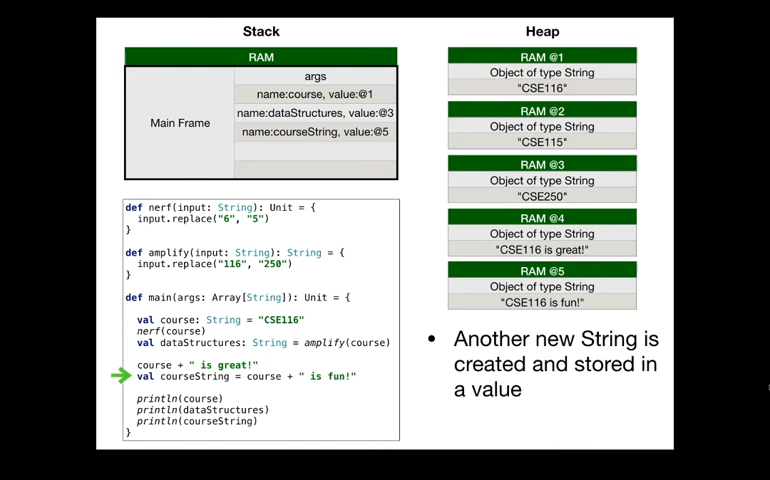 Stack
RAM
Main Frame
args
name:course, value:@1
name:dataStructures, value:@3
name:courseString, value:@5
def nerf(input: String): Unit = {
input.replace("6", "5")
}
def amplify(input: String): String = {
input.replace("116", "250")
}
def main(args: Array[String]): Unit = {
val course: String = "CSE116"
nerf(course)
val dataStructures: String = amplify(course)
course + " is great!"
val courseString = course + " is fun!"
println(course)
println(dataStructures)
println(courseString)
}
Heap
RAM @1
Object of type String
"CSE116"
RAM @2
Object of type String
"CSE115"
RAM @3
Object of type String
"CSE250"
RAM @4
Object of type String
"CSE116 is great!"
RAM @5
Object of type String
"CSE116 is fun!"
• Another new String is
created and stored in
a value